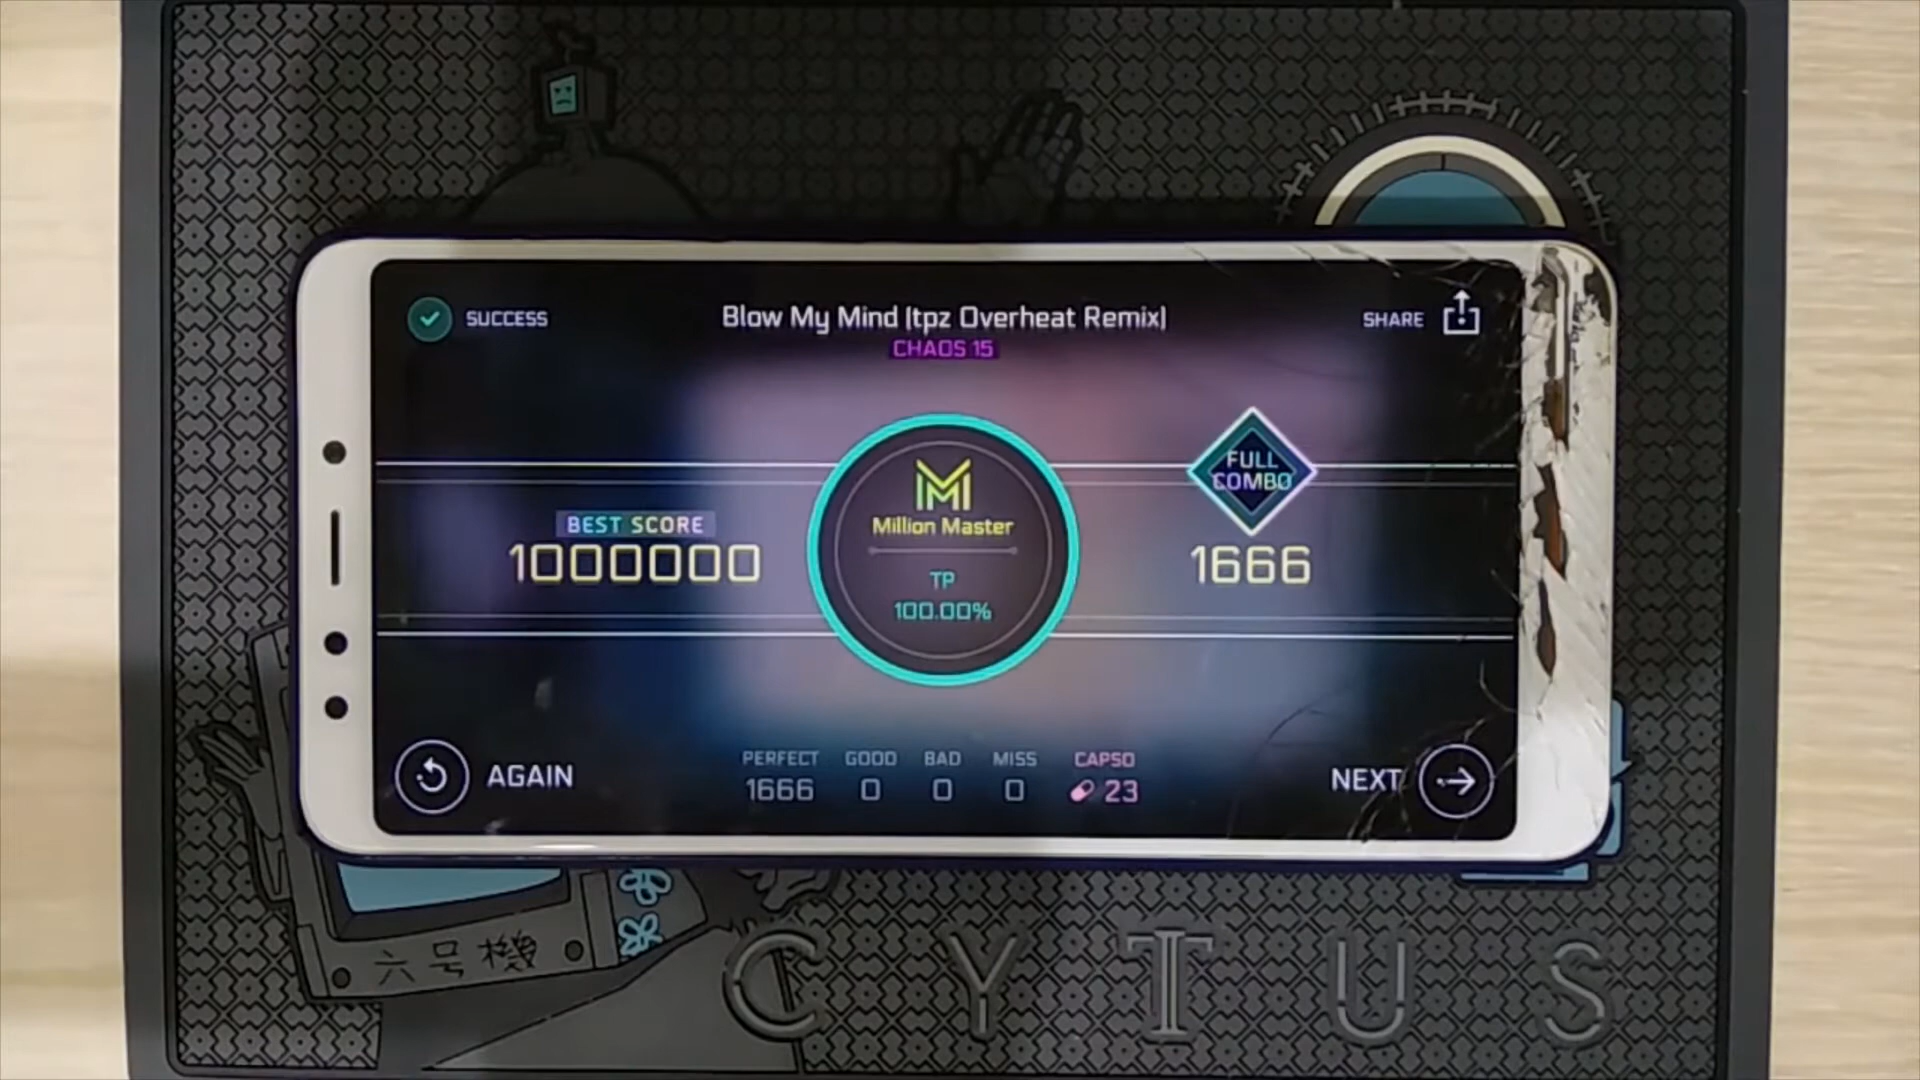 SUCCESS
Blow My Mind (tpz Overheat Remix)
SHARE
CHAOS 15
FULL
COMBO
BEST SCORE
1000000
Million Master
TP
100.00%
1666
AGAIN
PERFECT GOOD BAD MISS CAPSO
1666 0 0 0 23
NEXT
六号機
CYTUS